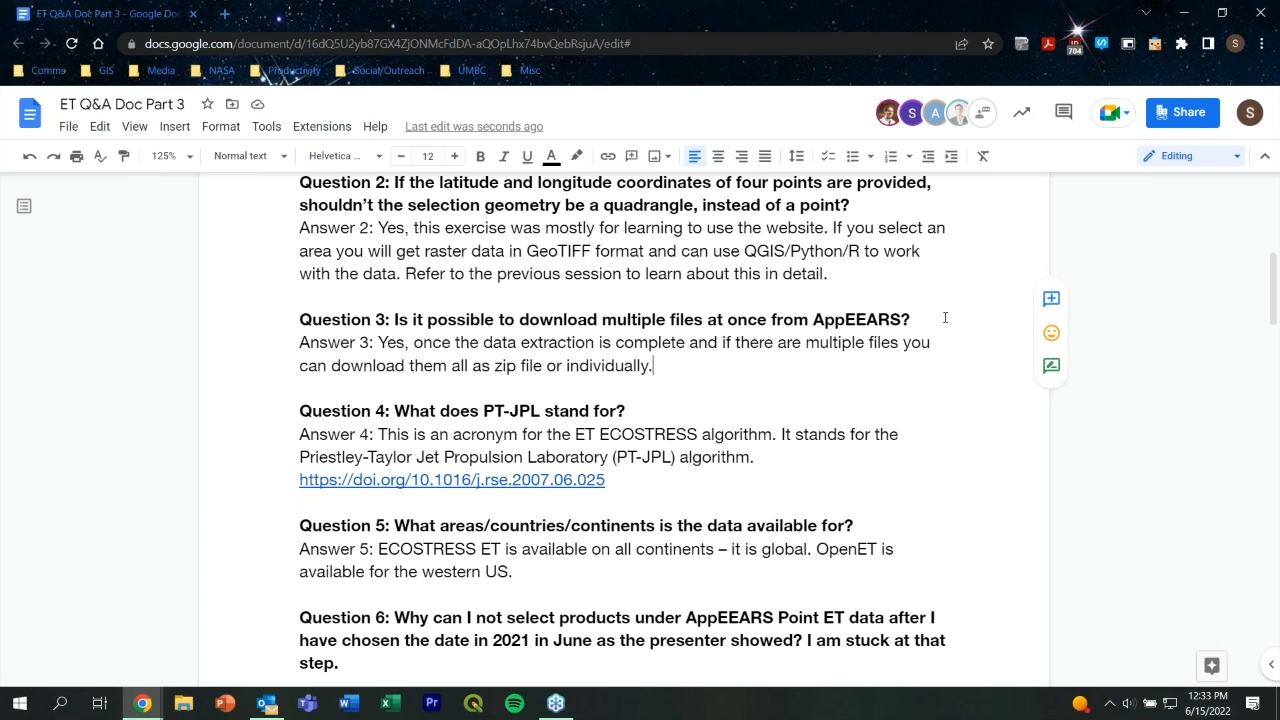 ET Q&A Doc Part 3 - Google Doc
docs.google.com/document/d/16dQ5U2yb87GX4ZjONMcFdDA-aQOpLhx74bvQebRsjuA/edit#
704
S
Comms
GIS
Media
NASA
Productivity
Social/Outreach
UMBC
Misc
ET Q&A Doc Part 3
S
A
Share
S
File Edit View Insert Format Tools Extensions Help Last edit was seconds ago
125% Normal text Helvetica ... 12 B I U A Editing
Question 2: If the latitude and longitude coordinates of four points are provided,
shouldn’t the selection geometry be a quadrangle, instead of a point?
Answer 2: Yes, this exercise was mostly for learning to use the website. If you select an
area you will get raster data in GeoTIFF format and can use QGIS/Python/R to work
with the data. Refer to the previous session to learn about this in detail.
Question 3: Is it possible to download multiple files at once from AppEEARS?
Answer 3: Yes, once the data extraction is complete and if there are multiple files you
can download them all as zip file or individually.
Question 4: What does PT-JPL stand for?
Answer 4: This is an acronym for the ET ECOSTRESS algorithm. It stands for the
Priestley-Taylor Jet Propulsion Laboratory (PT-JPL) algorithm.
https://doi.org/10.1016/j.rse.2007.06.025
Question 5: What areas/countries/continents is the data available for?
Answer 5: ECOSTRESS ET is available on all continents – it is global. OpenET is
available for the western US.
Question 6: Why can I not select products under AppEEARS Point ET data after I
have chosen the date in 2021 in June as the presenter showed? I am stuck at that
step.
12:33 PM
6/15/2022